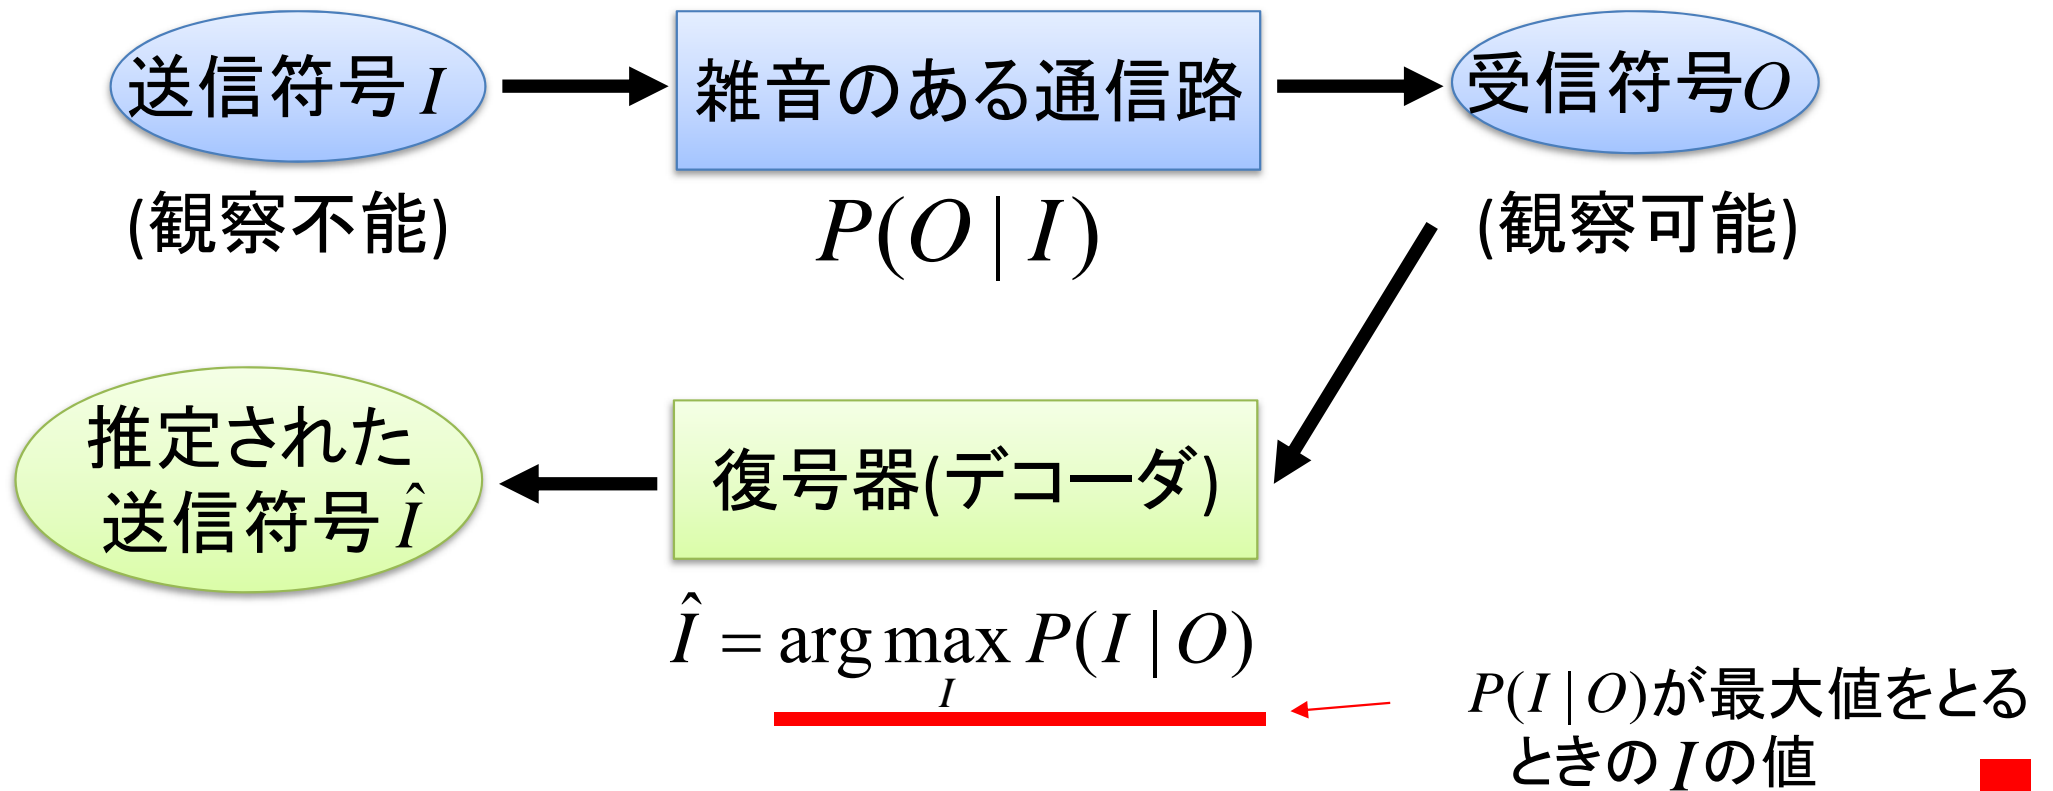 送信符号 I
雑音のある通信路
受信符号O
(観察不能)
P(O | I)
(観察可能)
推定された
送信符号 Î
復号器(デコーダ)
Î = arg max P(I | O)
I
P(I | O)が最大値をとる
ときの I の値